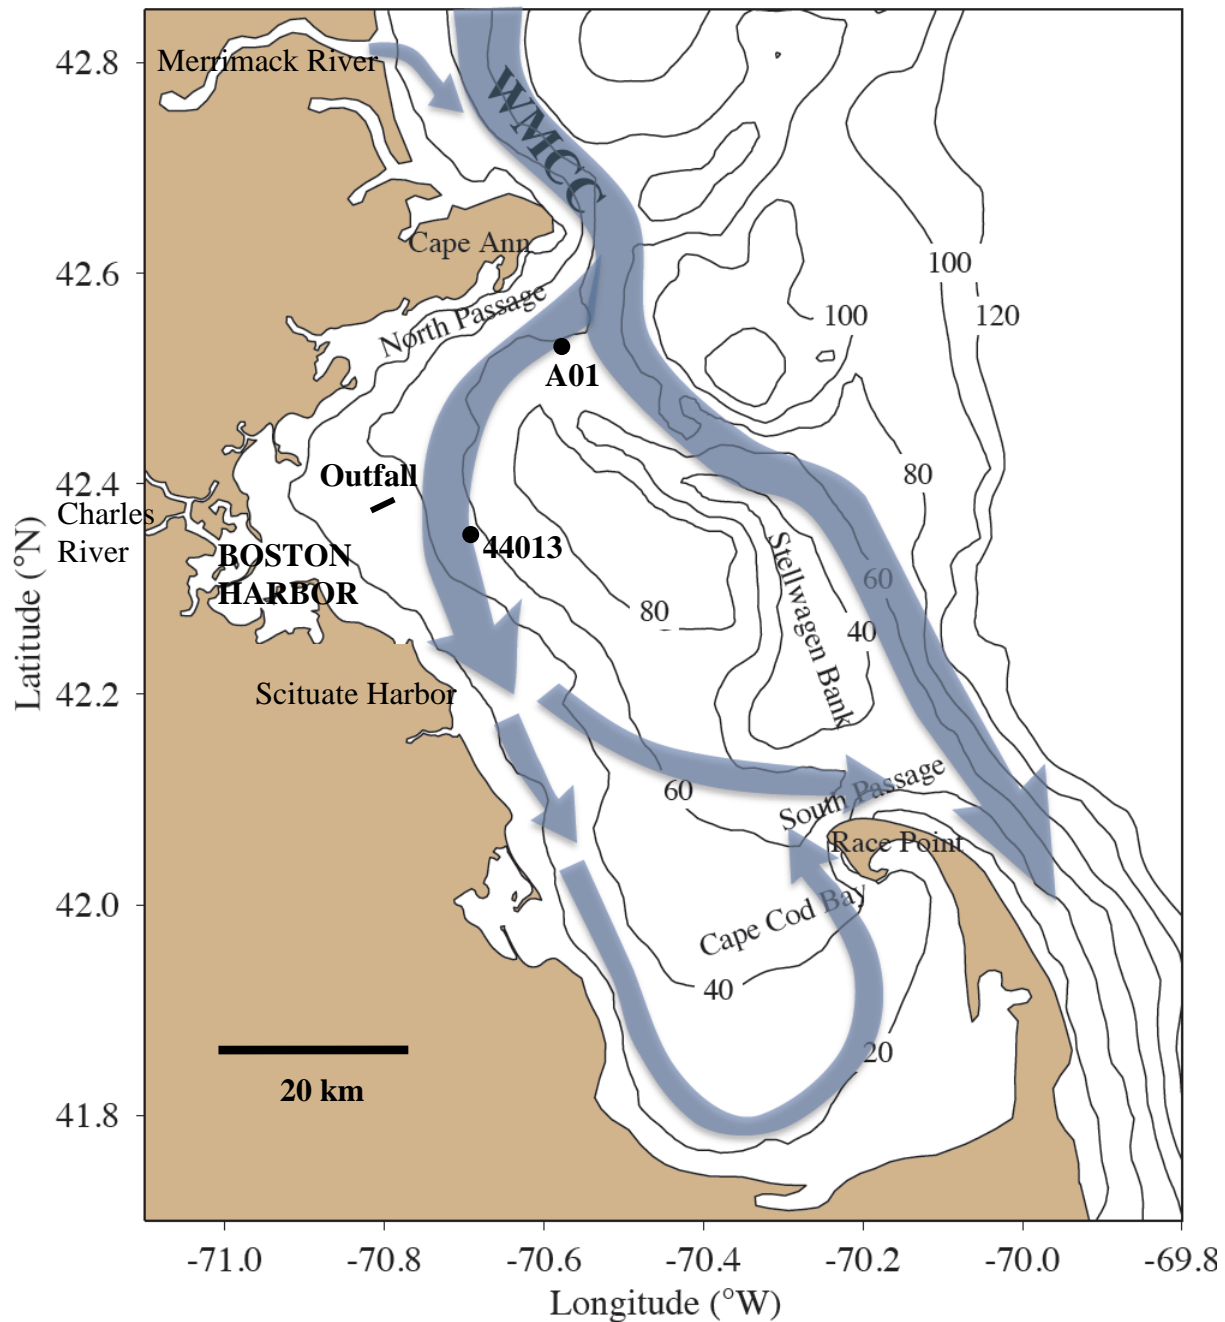 42.8
42.6
42.4
42.2
42.0
41.8
Latitude (°N)
Merrimack River
WMCC
Cape Ann
North Passage
100
120
100
A01
80
Outfall
Charles
River
BOSTON
HARBOR
44013
Stellwagen Bank
60
80
40
Scituate Harbor
60
South Passage
Race Point
Cape Cod Bay
40
20
20 km
-71.0
-70.8
-70.6
-70.4
-70.2
-70.0
-69.8
Longitude (°W)